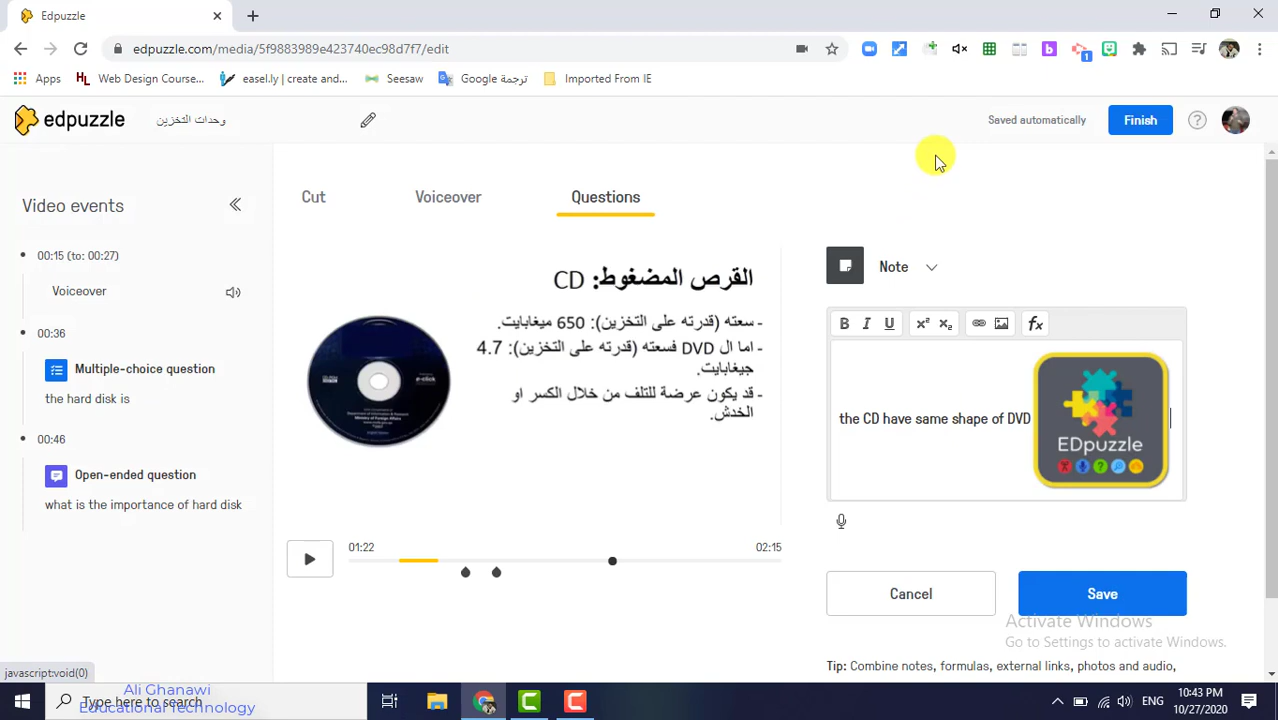 Edpuzzle
edpuzzle.com/media/5f9883989e423740ec98d7f7/edit
1
Apps
Web Design Course...
easel.ly | create and...
Seesaw
ترجمة Google
Imported From IE
edpuzzle
وحدات التخزين
Saved automatically
Finish
Video events
Cut
Voiceover
Questions
00:15 (to: 00:27)
Voiceover
00:36
Multiple-choice question
the hard disk is
00:46
Open-ended question
what is the importance of hard disk
القرص المضغوط: CD
- سعته (قدرته على التخزين): 650 ميغابايت.
- اما ال DVD فسعته (قدرته على التخزين): 4.7
جيغابايت.
- قد يكون عرضة للتلف من خلال الكسر او
الخدش.
e-click
01:22
02:15
Note
B I U x² x₂ fx
the CD have same shape of DVD
EDpuzzle
Cancel
Save
Activate Windows
Go to Settings to activate Windows.
Tip: Combine notes, formulas, external links, photos and audio,
javascript:void(0)
Type here to search
Ali Ghanawi
Educational Technology
ENG
10:43 PM
10/27/2020